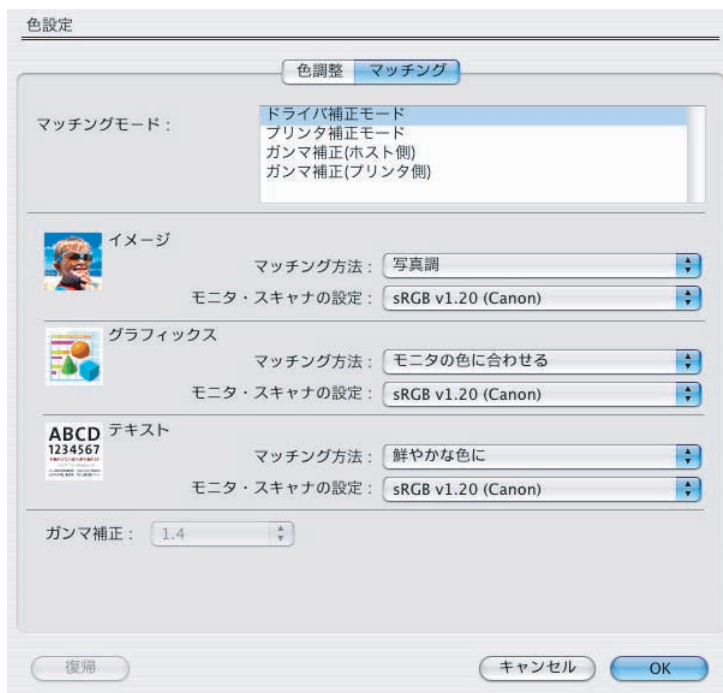 色設定
色調整 マッチング
マッチングモード：
ドライバ補正モード
プリンタ補正モード
ガンマ補正(ホスト側)
ガンマ補正(プリンタ側)
イメージ
マッチング方法： 写真調
モニタ・スキャナの設定： sRGB v1.20 (Canon)
グラフィックス
マッチング方法： モニタの色に合わせる
モニタ・スキャナの設定： sRGB v1.20 (Canon)
ABCD
1234567
テキスト
マッチング方法： 鮮やかな色に
モニタ・スキャナの設定： sRGB v1.20 (Canon)
ガンマ補正： 1.4
復帰 キャンセル OK